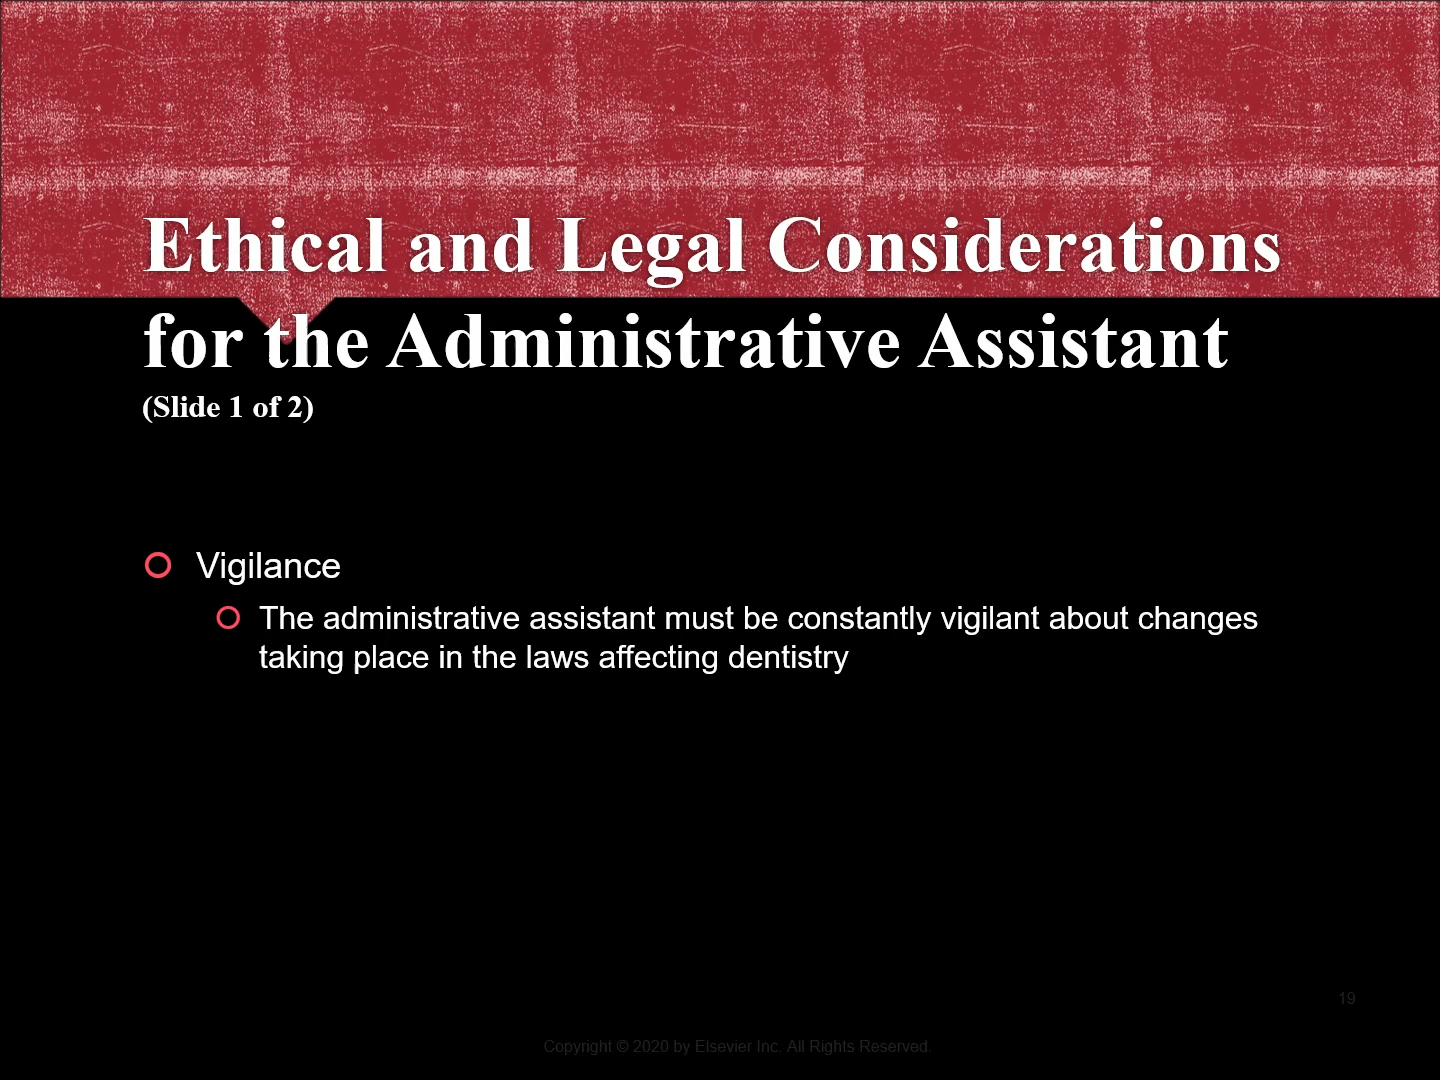 Ethical and Legal Considerations
for the Administrative Assistant
(Slide 1 of 2)
Vigilance
The administrative assistant must be constantly vigilant about changes
taking place in the laws affecting dentistry
19
Copyright © 2020 by Elsevier Inc. All Rights Reserved.